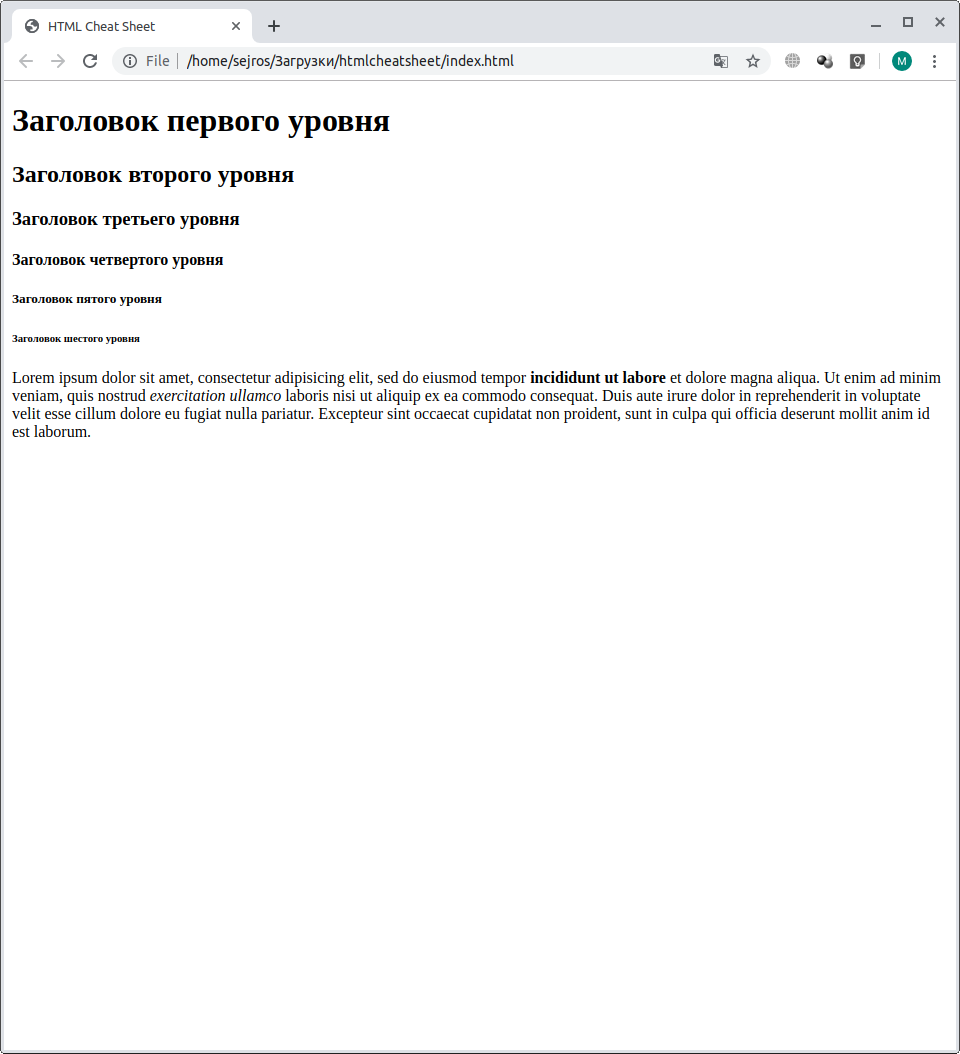 HTML Cheat Sheet
File /home/sejros/Загрузки/htmlcheatsheet/index.html
M
Заголовок первого уровня
Заголовок второго уровня
Заголовок третьего уровня
Заголовок четвертого уровня
Заголовок пятого уровня
Заголовок шестого уровня
Lorem ipsum dolor sit amet, consectetur adipisicing elit, sed do eiusmod tempor incididunt ut labore et dolore magna aliqua. Ut enim ad minim
veniam, quis nostrud exercitation ullamco laboris nisi ut aliquip ex ea commodo consequat. Duis aute irure dolor in reprehenderit in voluptate
velit esse cillum dolore eu fugiat nulla pariatur. Excepteur sint occaecat cupidatat non proident, sunt in culpa qui officia deserunt mollit anim id
est laborum.